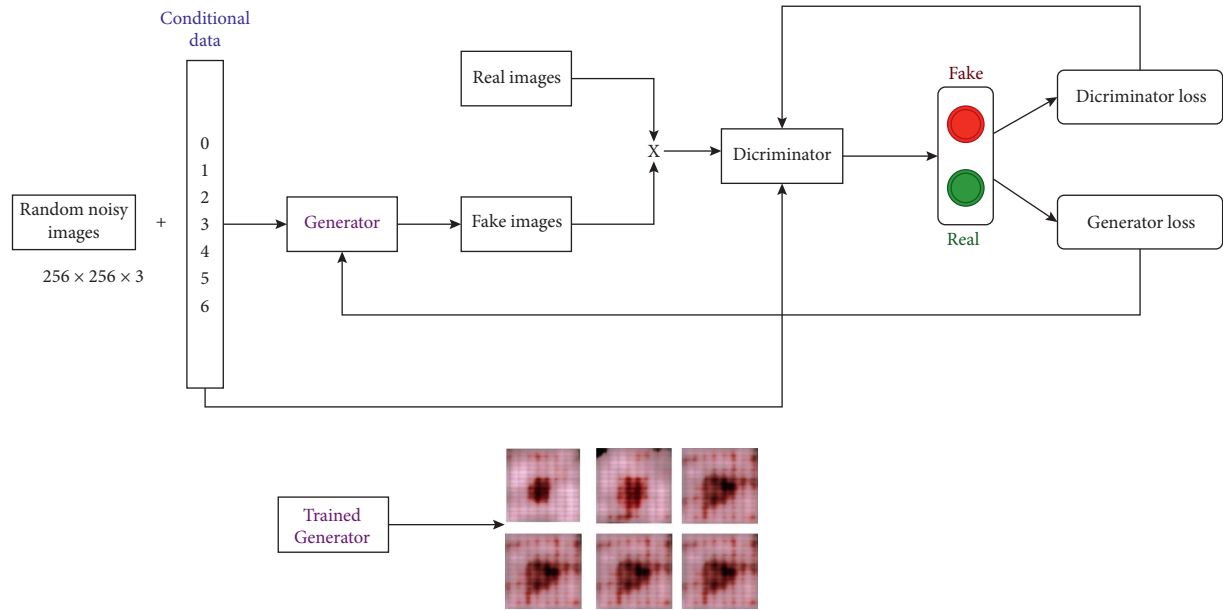 Conditional
data
0
1
2
3
4
5
6
Random noisy
images
+
256 × 256 × 3
Generator
Real images
Fake images
X
Dicriminator
Fake
Real
Dicriminator loss
Generator loss
Trained
Generator